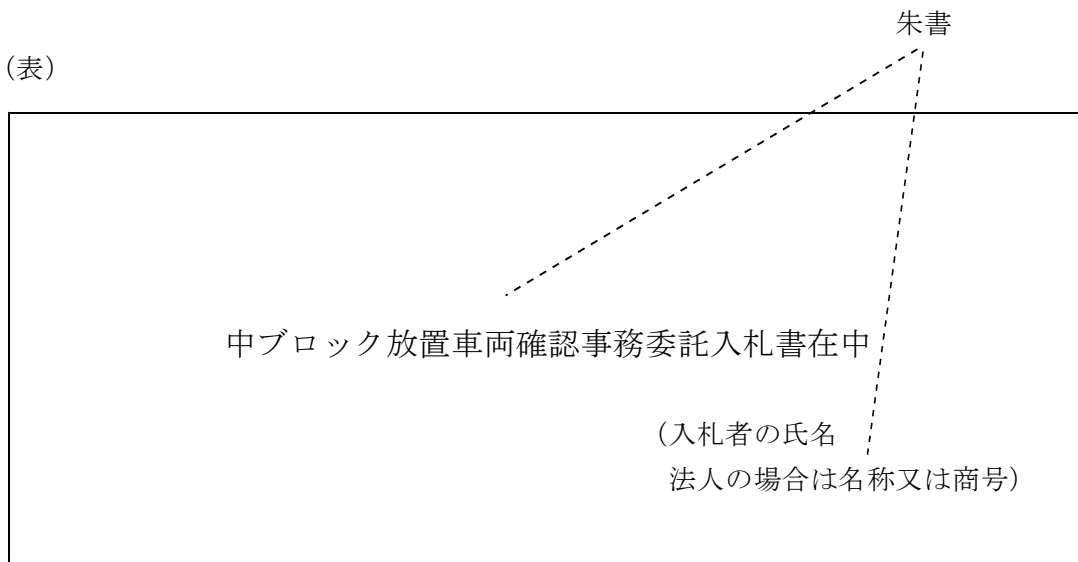 朱書
（表）
中ブロック放置車両確認事務委託入札書在中
（入札者の氏名
法人の場合は名称又は商号）